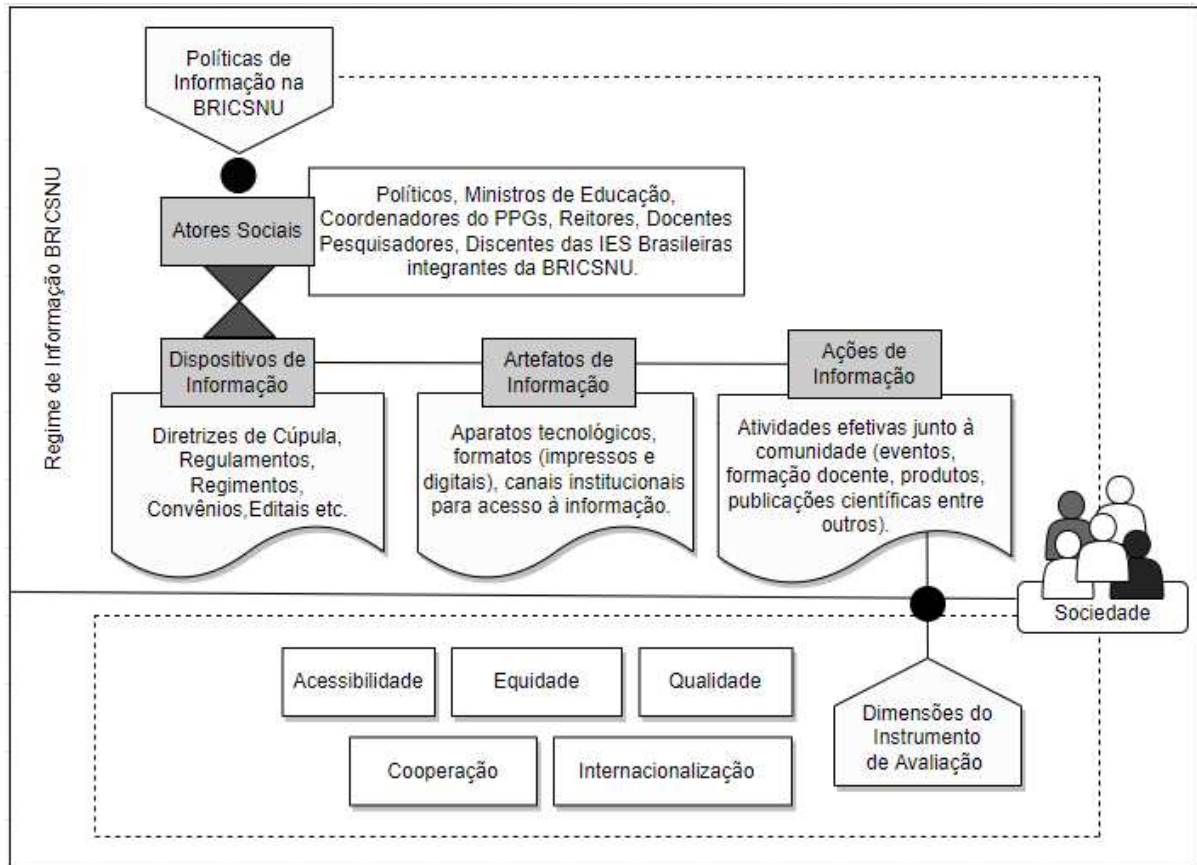 Políticas de
Informação na
BRICSNU
Regime de Informação BRICSNU
Atores Sociais
Políticos, Ministros de Educação,
Coordenadores do PPGs, Reitores, Docentes
Pesquisadores, Discentes das IES Brasileiras
integrantes da BRICSNU.
Dispositivos de
Informação
Diretrizes de Cúpula,
Regulamentos,
Regimentos,
Convênios,Editais etc.
Artefatos de
Informação
Aparatos tecnológicos,
formatos (impressos e
digitais), canais institucionais
para acesso à informação.
Ações de
Informação
Atividades efetivas junto à
comunidade (eventos,
formação docente, produtos,
publicações científicas entre
outros).
Sociedade
Acessibilidade
Equidade
Qualidade
Cooperação
Internacionalização
Dimensões do
Instrumento
de Avaliação